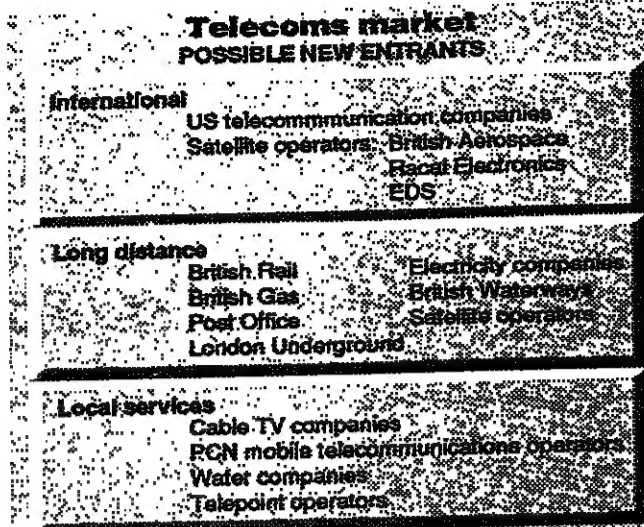 Telecoms market
POSSIBLE NEW ENTRANTS
International
US telecommmunication companies
Satellite operators: British Aerospace
Racal Electronics
EDS
Long distance
British Rail Electricity companies
British Gas British Waterways
Post Office Satellite operators
London Underground
Local services
Cable TV companies
PCN mobile telecommunications operators
Water companies
Telepoint operators